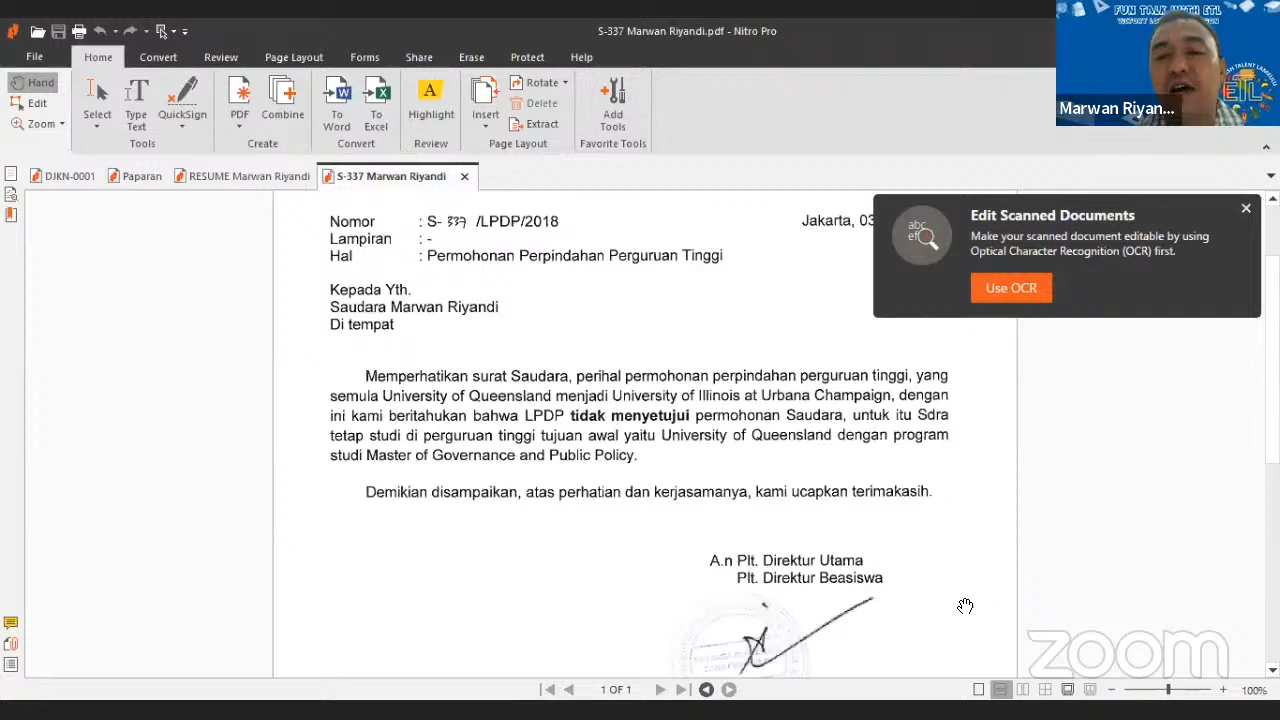 S-337 Marwan Riyandi.pdf - Nitro Pro
FUN TALK WITH ETL
ETL
Marwan Riyan...
File Home Convert Review Page Layout Forms Share Erase Protect Help
Hand
Edit
Zoom
Select
Type Text
QuickSign
Tools
PDF
Combine
Create
To Word
To Excel
Convert
Highlight
Review
Insert
Rotate
Delete
Extract
Page Layout
Add Tools
Favorite Tools
DJKN-0001 Paparan RESUME Marwan Riyandi S-337 Marwan Riyandi
Nomor : S- 337 /LPDP/2018 Jakarta, 03
Lampiran : -
Hal : Permohonan Perpindahan Perguruan Tinggi
Edit Scanned Documents
Make your scanned document editable by using
Optical Character Recognition (OCR) first.
Use OCR
Kepada Yth.
Saudara Marwan Riyandi
Di tempat
Memperhatikan surat Saudara, perihal permohonan perpindahan perguruan tinggi, yang
semula University of Queensland menjadi University of Illinois at Urbana Champaign, dengan
ini kami beritahukan bahwa LPDP tidak menyetujui permohonan Saudara, untuk itu Sdra
tetap studi di perguruan tinggi tujuan awal yaitu University of Queensland dengan program
studi Master of Governance and Public Policy.
Demikian disampaikan, atas perhatian dan kerjasamanya, kami ucapkan terimakasih.
A.n Plt. Direktur Utama
Plt. Direktur Beasiswa
zoom
1 OF 1
100%